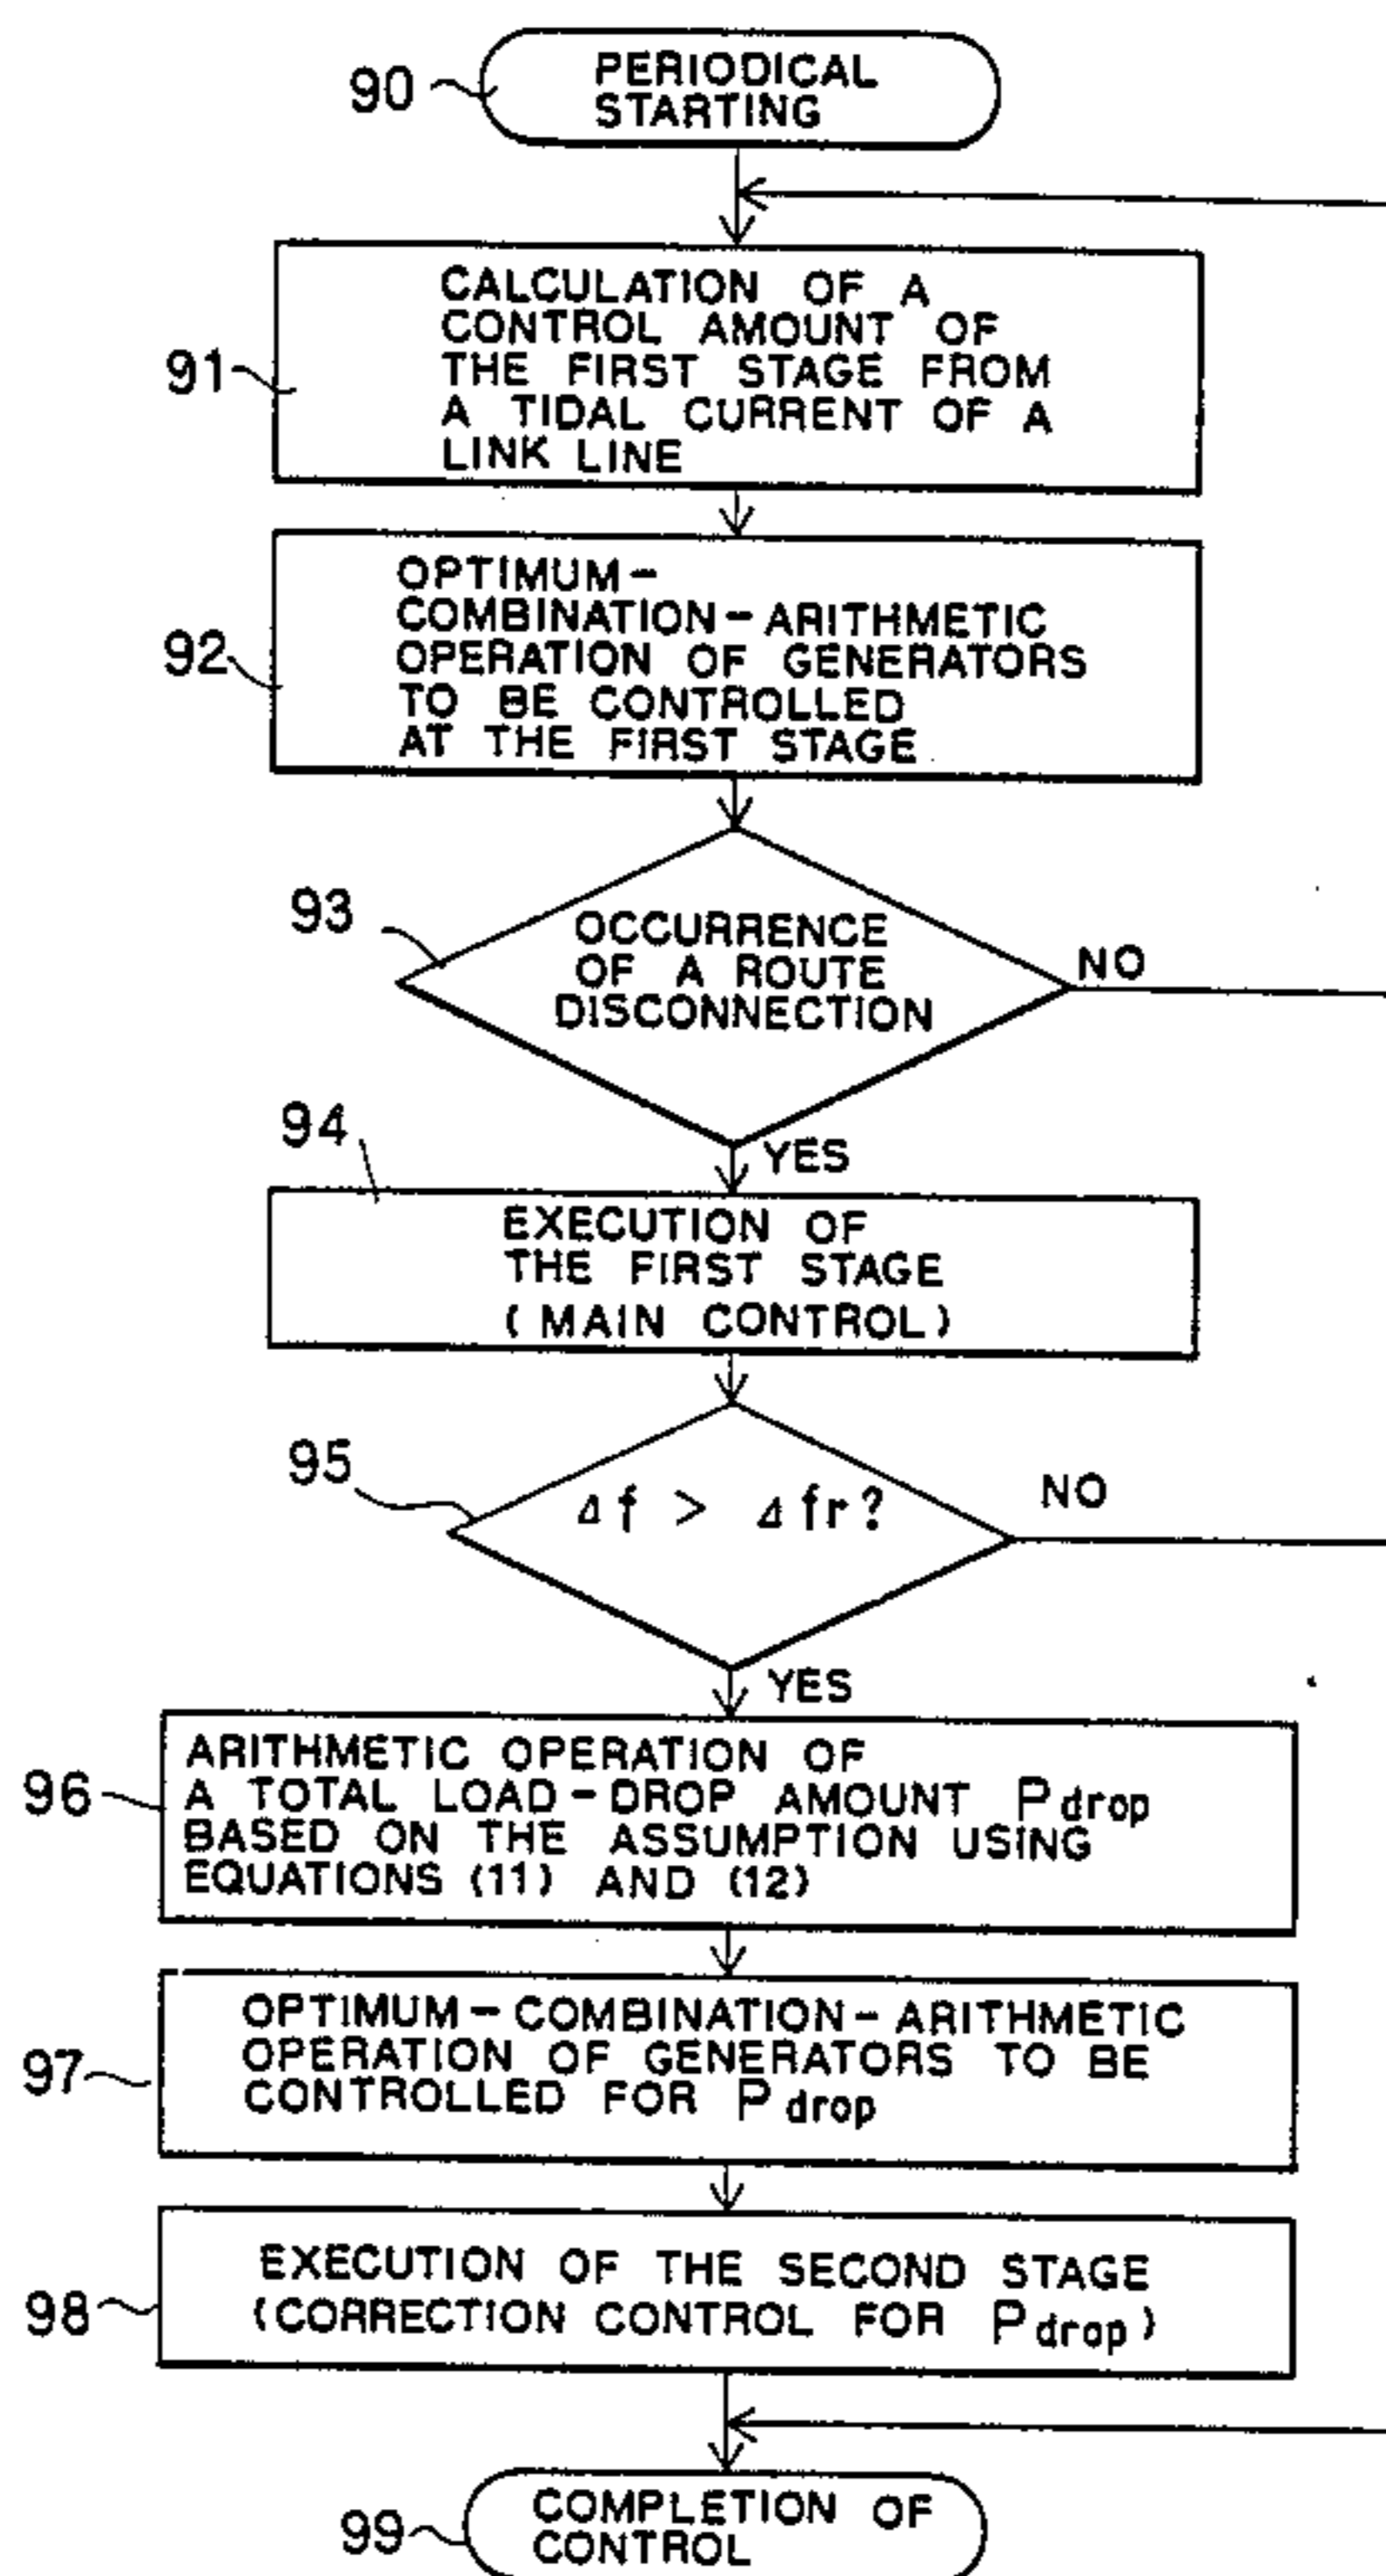 90
PERIODICAL
STARTING
91
CALCULATION OF A
CONTROL AMOUNT OF
THE FIRST STAGE FROM
A TIDAL CURRENT OF A
LINK LINE
92
OPTIMUM-
COMBINATION-ARITHMETIC
OPERATION OF GENERATORS
TO BE CONTROLLED
AT THE FIRST STAGE
93
OCCURRENCE
OF A ROUTE
DISCONNECTION
NO
YES
94
EXECUTION OF
THE FIRST STAGE
(MAIN CONTROL)
95
Δf > Δfr?
NO
YES
96
ARITHMETIC OPERATION OF
A TOTAL LOAD-DROP AMOUNT Pdrop
BASED ON THE ASSUMPTION USING
EQUATIONS (11) AND (12)
97
OPTIMUM-COMBINATION-ARITHMETIC
OPERATION OF GENERATORS TO BE
CONTROLLED FOR Pdrop
98
EXECUTION OF THE SECOND STAGE
(CORRECTION CONTROL FOR Pdrop)
99
COMPLETION OF
CONTROL